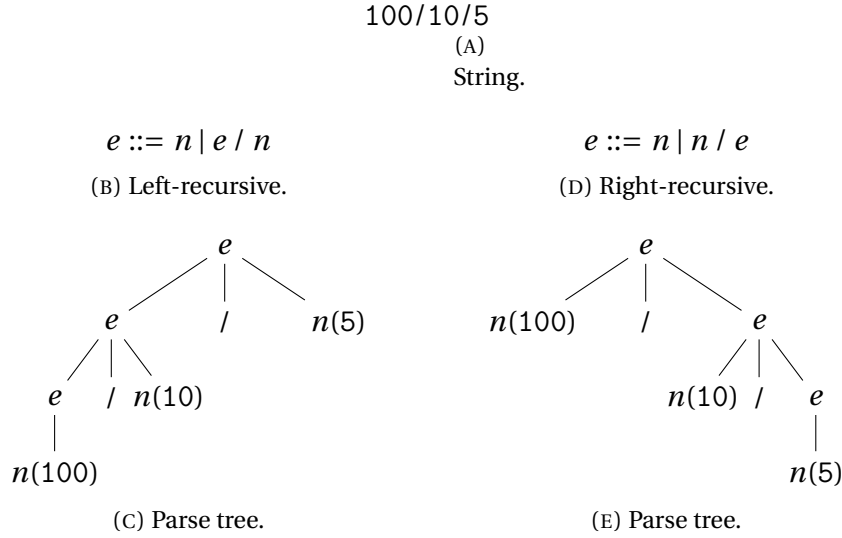 100/10/5
(A)
String.
e ::= n | e / n
e ::= n | n / e
(B) Left-recursive.
(D) Right-recursive.
e
e
e / n(5)
n(100) / e
e / n(10)
n(10) / e
n(100)
n(5)
(C) Parse tree.
(E) Parse tree.